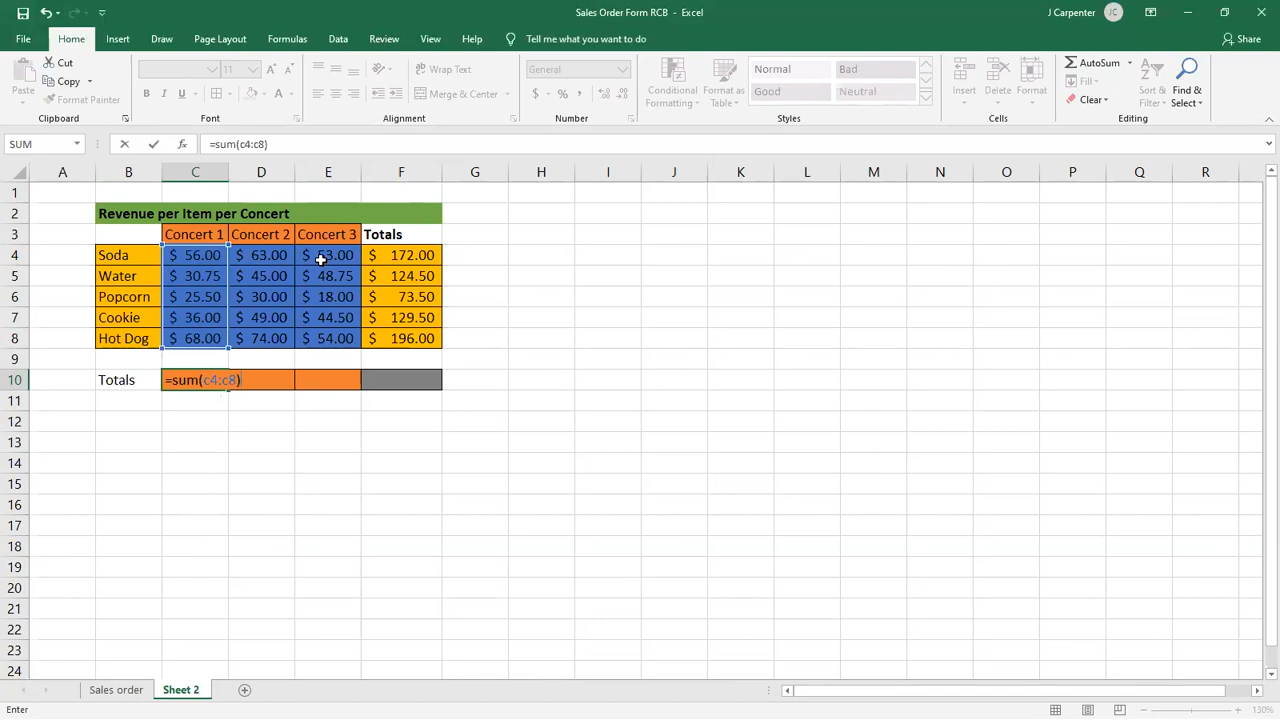 Sales Order Form RCB - Excel
J Carpenter JC
File Home Insert Draw Page Layout Formulas Data Review View Help Tell me what you want to do Share
Paste
Cut
Copy
Format Painter
Clipboard
11 A A
B I U
Font
Wrap Text
Merge & Center
Alignment
General
$ % ,
Number
Conditional Formatting
Format as Table
Normal Bad
Good Neutral
Styles
Insert Delete Format
Cells
AutoSum
Fill
Clear
Sort & Filter
Find & Select
Editing
SUM fx =sum(c4:c8)
A B C D E F G H I J K L M N O P Q R
1
2 Revenue per Item per Concert
3 Concert 1 Concert 2 Concert 3 Totals
4 Soda $ 56.00 $ 63.00 $ 53.00 $ 172.00
5 Water $ 30.75 $ 45.00 $ 48.75 $ 124.50
6 Popcorn $ 25.50 $ 30.00 $ 18.00 $ 73.50
7 Cookie $ 36.00 $ 49.00 $ 44.50 $ 129.50
8 Hot Dog $ 68.00 $ 74.00 $ 54.00 $ 196.00
9
10 Totals =sum(c4:c8)
11
12
13
14
15
16
17
18
19
20
21
22
23
24
Sales order Sheet 2
Enter 130%